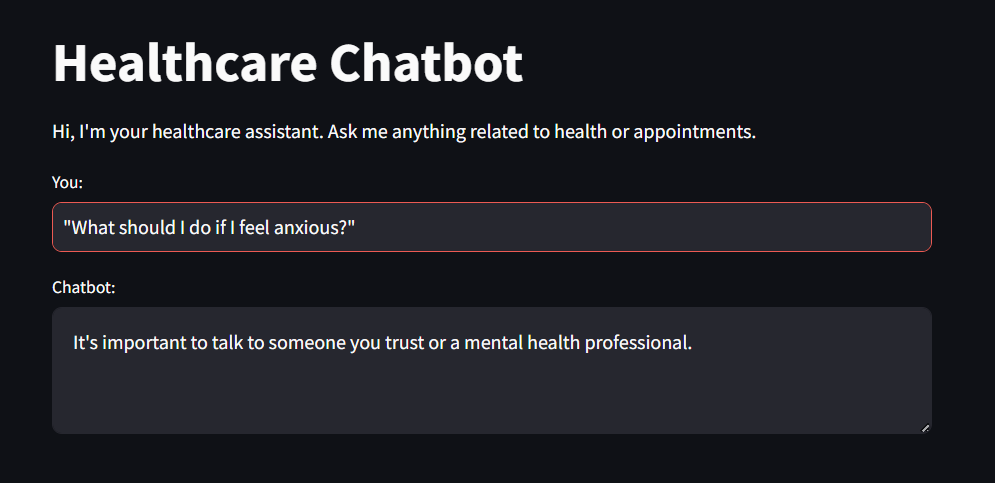 Healthcare Chatbot
Hi, I'm your healthcare assistant. Ask me anything related to health or appointments.
You:
"What should I do if I feel anxious?"
Chatbot:
It's important to talk to someone you trust or a mental health professional.